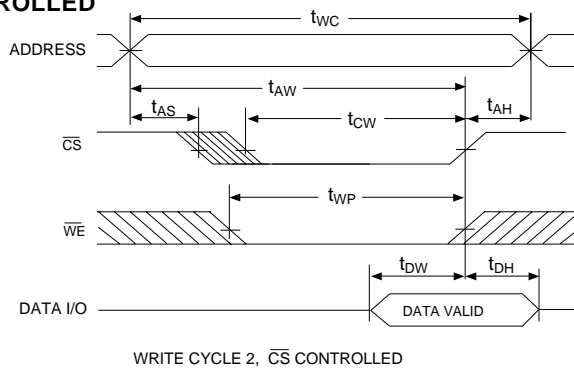 ROLLED
tWC
ADDRESS
tAW
tAS
tCW
tAH
CS
tWP
WE
tDW
tDH
DATA I/O
DATA VALID
WRITE CYCLE 2, CS CONTROLLED